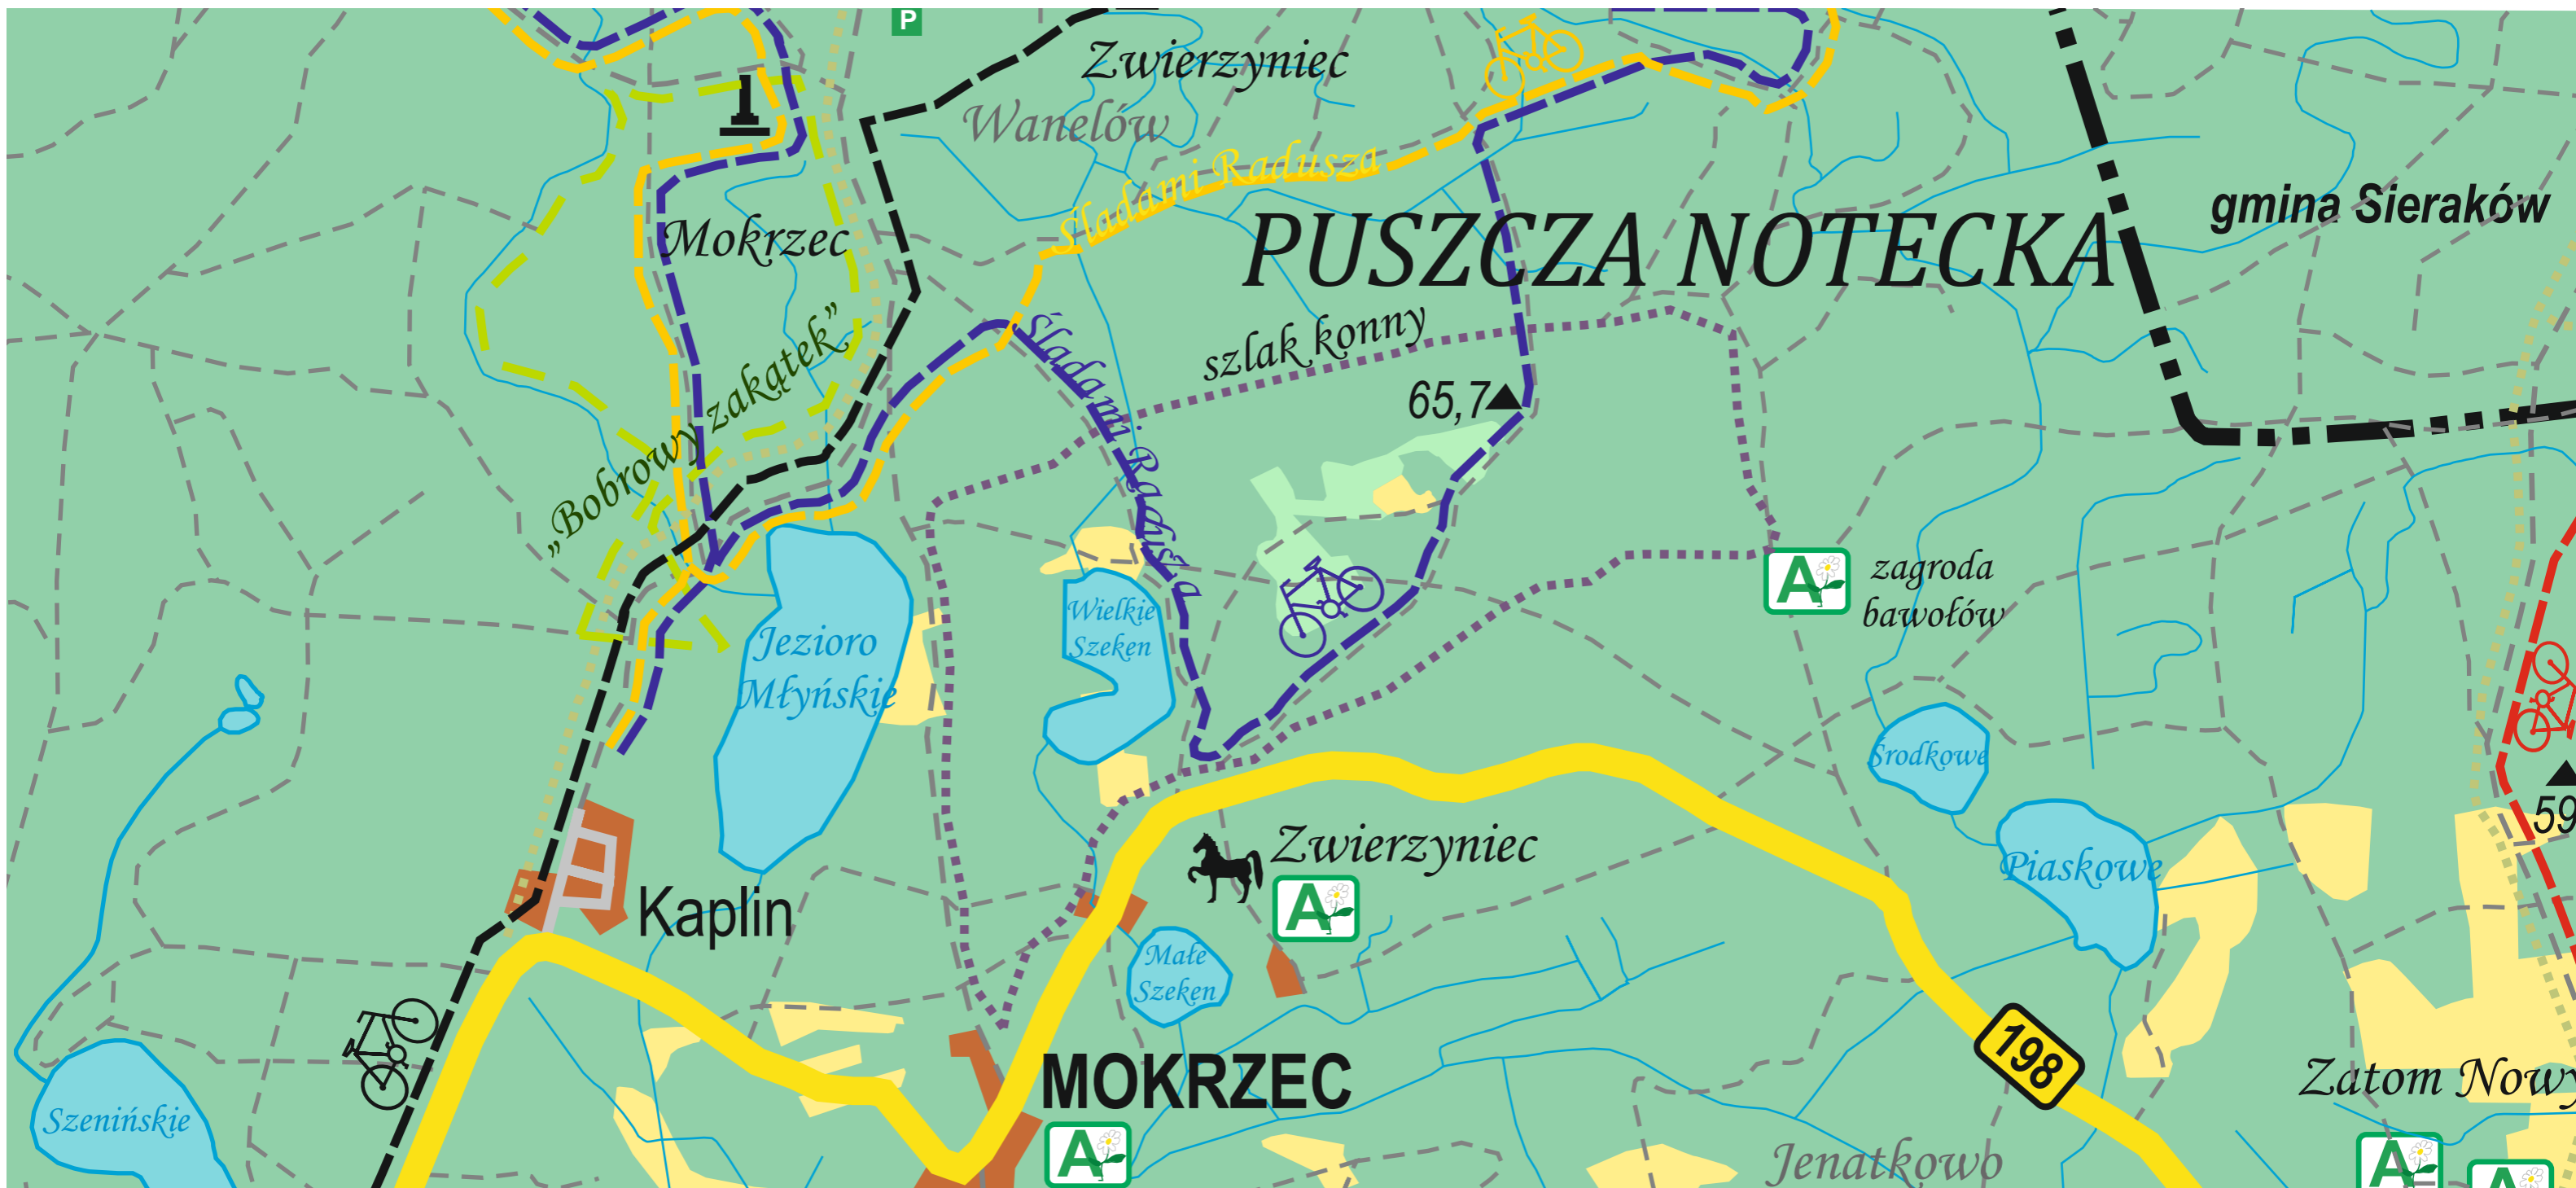 P
Zwierzyniec
Wanelów
Śladami Radusza
gmina Sieraków
PUSZCZA NOTECKA
Mokrzec
szlak konny
65,7
Śladami Radusza
„Bobrowy zakątek”
A
zagroda
bawołów
Wielkie
Szeken
Jezioro
Młyńskie
Środkowe
59
Zwierzyniec
Piaskowe
A
Kaplin
Małe
Szeken
198
MOKRZEC
Zatom Nowy
Szenińskie
A
Jenatkowo
A
A